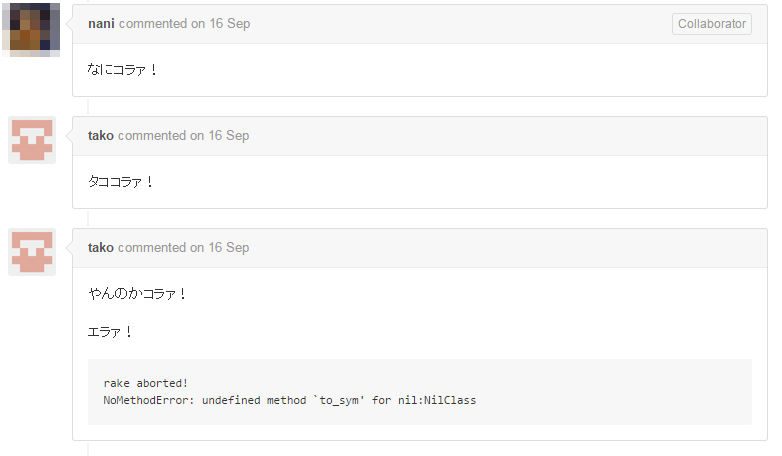 nani commented on 16 Sep
Collaborator
なにコラァ！
tako commented on 16 Sep
タココラァ！
tako commented on 16 Sep
やんのかコラァ！
エラァ！
rake aborted!
NoMethodError: undefined method `to_sym' for nil:NilClass